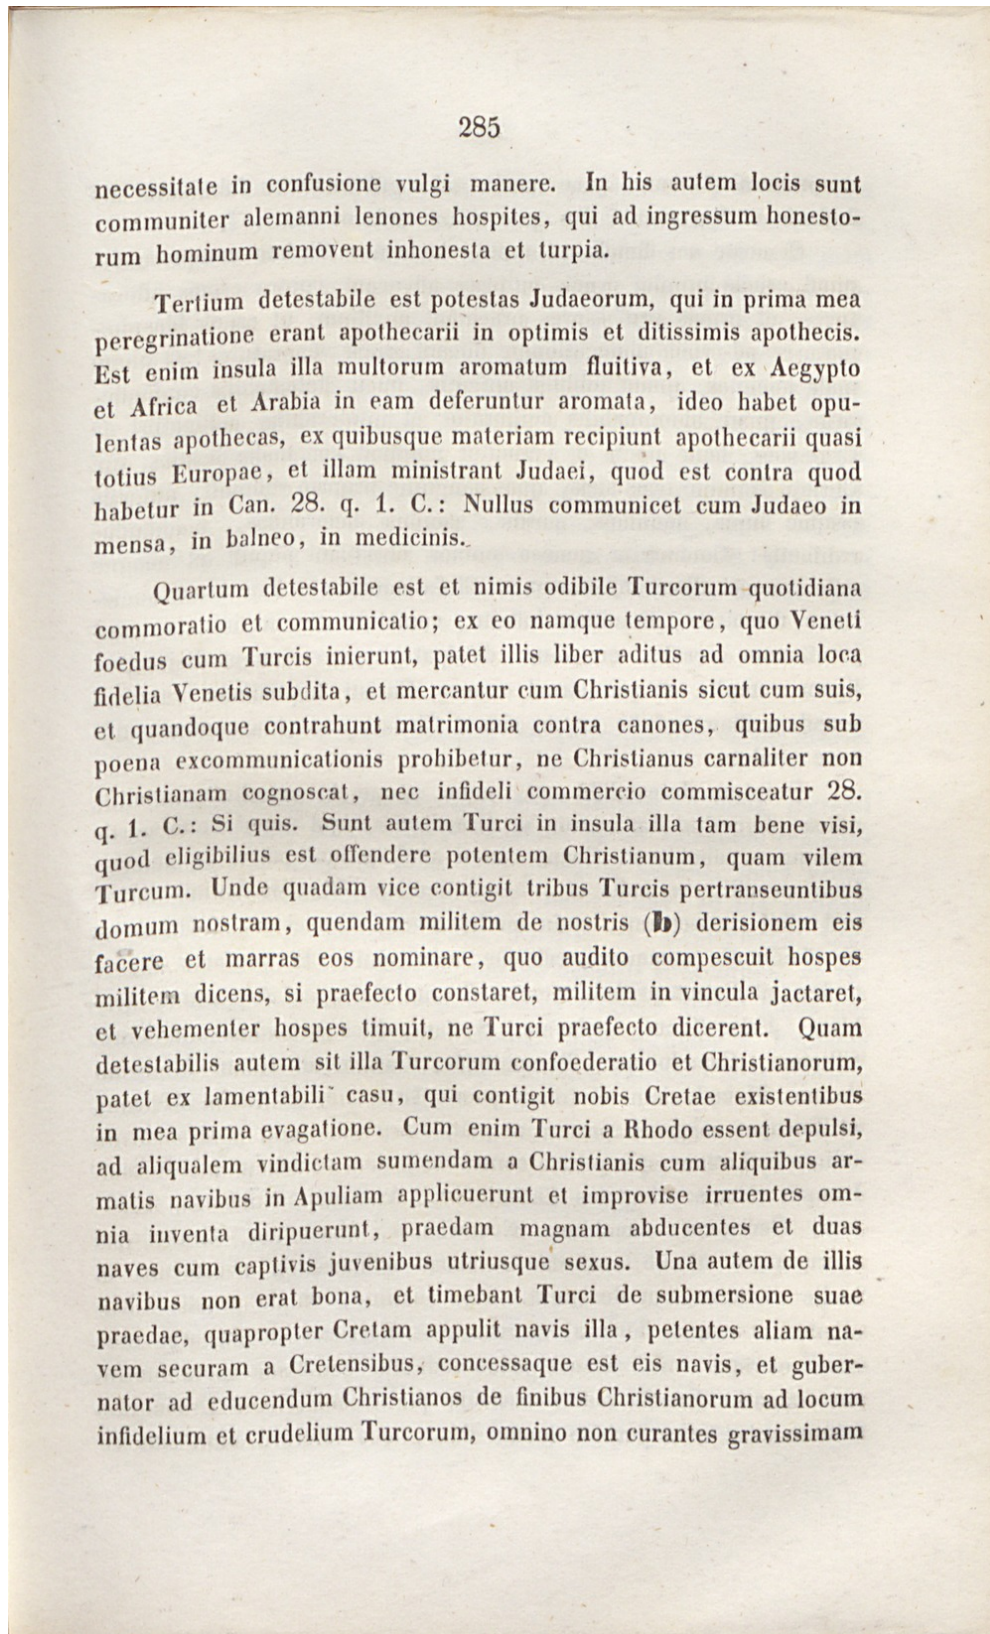 285
necessitate in confusione vulgi manere. In his autem locis sunt
communiter alemanni lenones hospites, qui ad ingressum honesto-
rum hominum removent inhonesta et turpia.
Tertium detestabile est potestas Judaeorum, qui in prima mea
peregrinatione erant apothecarii in optimis et ditissimis apothecis.
Est enim insula illa multorum aromatum fluitiva, et ex Aegypto
et Africa et Arabia in eam deferuntur aromata, ideo habet opu-
lentas apothecas, ex quibusque materiam recipiunt apothecarii quasi
totius Europae, et illam ministrant Judaei, quod est contra quod
habetur in Can. 28. q. 1. C.: Nullus communicet cum Judaeo in
mensa, in balneo, in medicinis.
Quartum detestabile est et nimis odibile Turcorum quotidiana
commoratio et communicatio; ex eo namque tempore, quo Veneti
foedus cum Turcis inierunt, patet illis liber aditus ad omnia loca
fidelia Venetis subdita, et mercantur cum Christianis sicut cum suis,
et quandoque contrahunt matrimonia contra canones, quibus sub
poena excommunicationis prohibetur, ne Christianus carnaliter non
Christianam cognoscat, nec infideli commercio commisceatur 28.
q. 1. C.: Si quis. Sunt autem Turci in insula illa tam bene visi,
quod eligibilius est offendere potentem Christianum, quam vilem
Turcum. Unde quadam vice contigit tribus Turcis pertranseuntibus
domum nostram, quendam militem de nostris (b) derisionem eis
facere et marras eos nominare, quo audito compescuit hospes
militem dicens, si praefecto constaret, militem in vincula jactaret,
et vehementer hospes timuit, ne Turci praefecto dicerent. Quam
detestabilis autem sit illa Turcorum confoederatio et Christianorum,
patet ex lamentabili casu, qui contigit nobis Cretae existentibus
in mea prima evagatione. Cum enim Turci a Rhodo essent depulsi,
ad aliqualem vindictam sumendam a Christianis cum aliquibus ar-
matis navibus in Apuliam applicuerunt et improvise irruentes om-
nia inventa diripuerunt, praedam magnam abducentes et duas
naves cum captivis juvenibus utriusque sexus. Una autem de illis
navibus non erat bona, et timebant Turci de submersione suae
praedae, quapropter Cretam appulit navis illa, petentes aliam na-
vem securam a Cretensibus, concessaque est eis navis, et guber-
nator ad educendum Christianos de finibus Christianorum ad locum
infidelium et crudelium Turcorum, omnino non curantes gravissimam